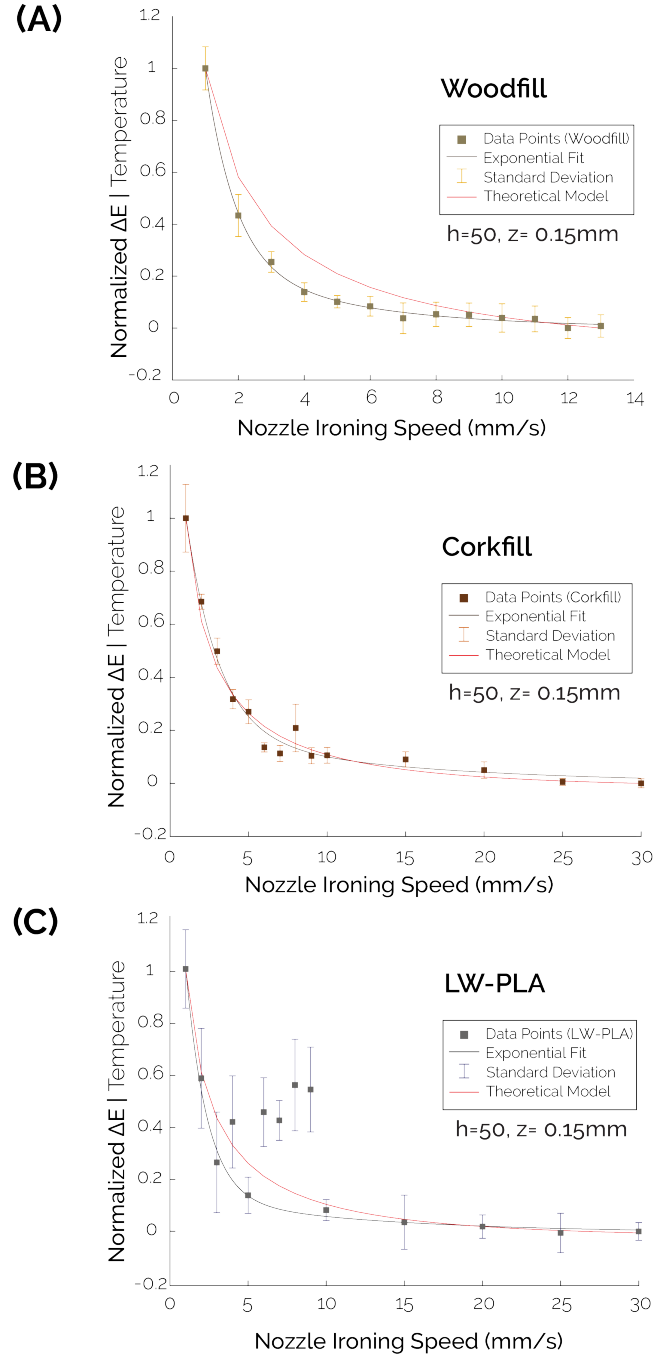 (A)
Normalized ΔE | Temperature
1.2
1
0.8
0.6
0.4
0.2
0
-0.2
0 2 4 6 8 10 12 14
Nozzle Ironing Speed (mm/s)
Woodfill
Data Points (Woodfill)
Exponential Fit
Standard Deviation
Theoretical Model
h=50, z= 0.15mm
(B)
Normalized ΔE | Temperature
1.2
1
0.8
0.6
0.4
0.2
0
-0.2
0 5 10 15 20 25 30
Nozzle Ironing Speed (mm/s)
Corkfill
Data Points (Corkfill)
Exponential Fit
Standard Deviation
Theoretical Model
h=50, z= 0.15mm
(C)
Normalized ΔE | Temperature
1.2
1
0.8
0.6
0.4
0.2
0
-0.2
0 5 10 15 20 25 30
Nozzle Ironing Speed (mm/s)
LW-PLA
Data Points (LW-PLA)
Exponential Fit
Standard Deviation
Theoretical Model
h=50, z= 0.15mm